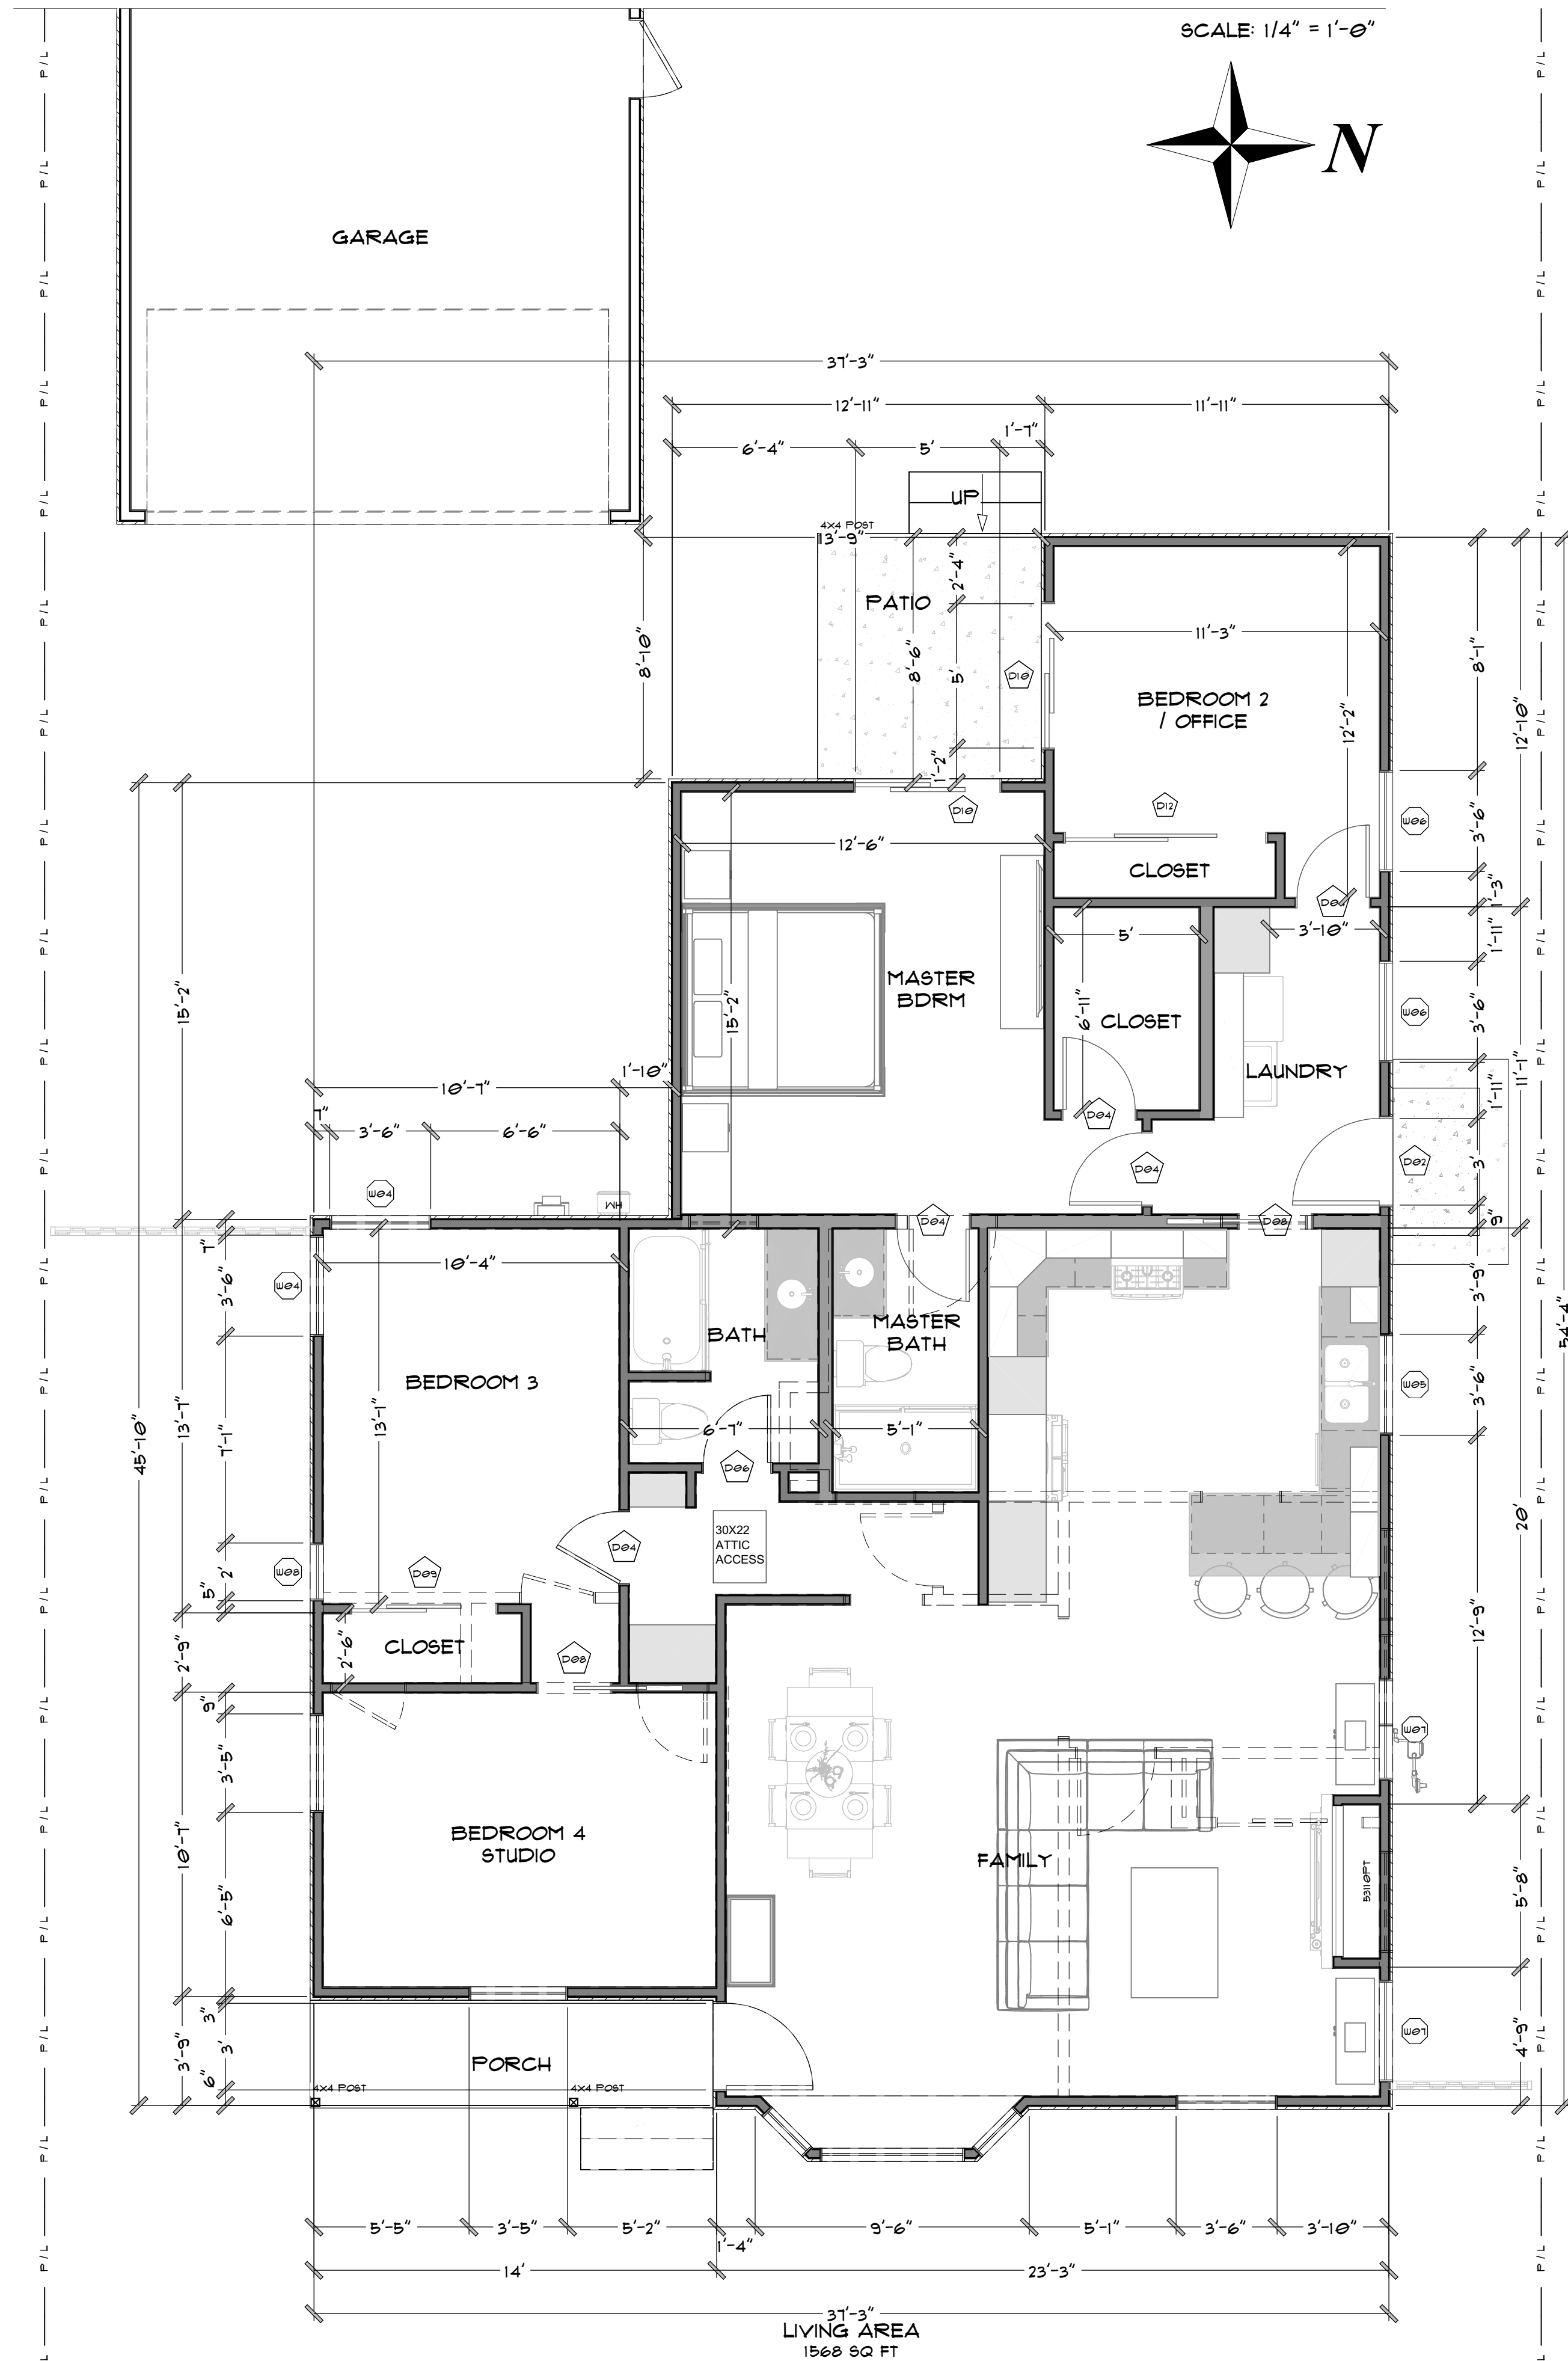 SCALE: 1/4" = 1'-0"
N
GARAGE
37'-3"
12'-11"
11'-11"
1'-7"
6'-4"
5'
UP
4X4 POST
13'-9"
2'-4"
PATIO
8'-10"
8'-6"
5'
D10
11'-3"
8'-1"
BEDROOM 2
/ OFFICE
12'-2"
12'-10"
1'-2"
D10
D12
W06
3'-6"
12'-6"
CLOSET
1'-3"
5'
3'-10"
1'-11"
MASTER
BDRM
15'-2"
15'-2"
6'-11"
CLOSET
W06
3'-6"
LAUNDRY
11'-1"
1'-10"
10'-7"
1'-11"
7"
3'-6"
6'-6"
D04
D04
D02
3'
W04
WH
D04
D08
9"
7"
10'-4"
W04
3'-6"
3'-9"
BATH
MASTER
BATH
54'-4"
BEDROOM 3
W05
3'-6"
45'-10"
13'-7"
7'-1"
13'-1"
6'-7"
5'-1"
D06
20'
30X22
ATTIC
ACCESS
D04
W08
2'
D09
5"
CLOSET
2'-6"
2'-9"
D08
12'-9"
9"
W07
3'-5"
BEDROOM 4
STUDIO
10'-7"
FAMILY
53110PT
5'-8"
6'-5"
3"
3'
3'-9"
6"
PORCH
4X4 POST
4X4 POST
W07
4'-9"
5'-5"
3'-5"
5'-2"
1'-4"
9'-6"
5'-1"
3'-6"
3'-10"
14'
23'-3"
37'-3"
LIVING AREA
1568 SQ FT
P/L
P/L